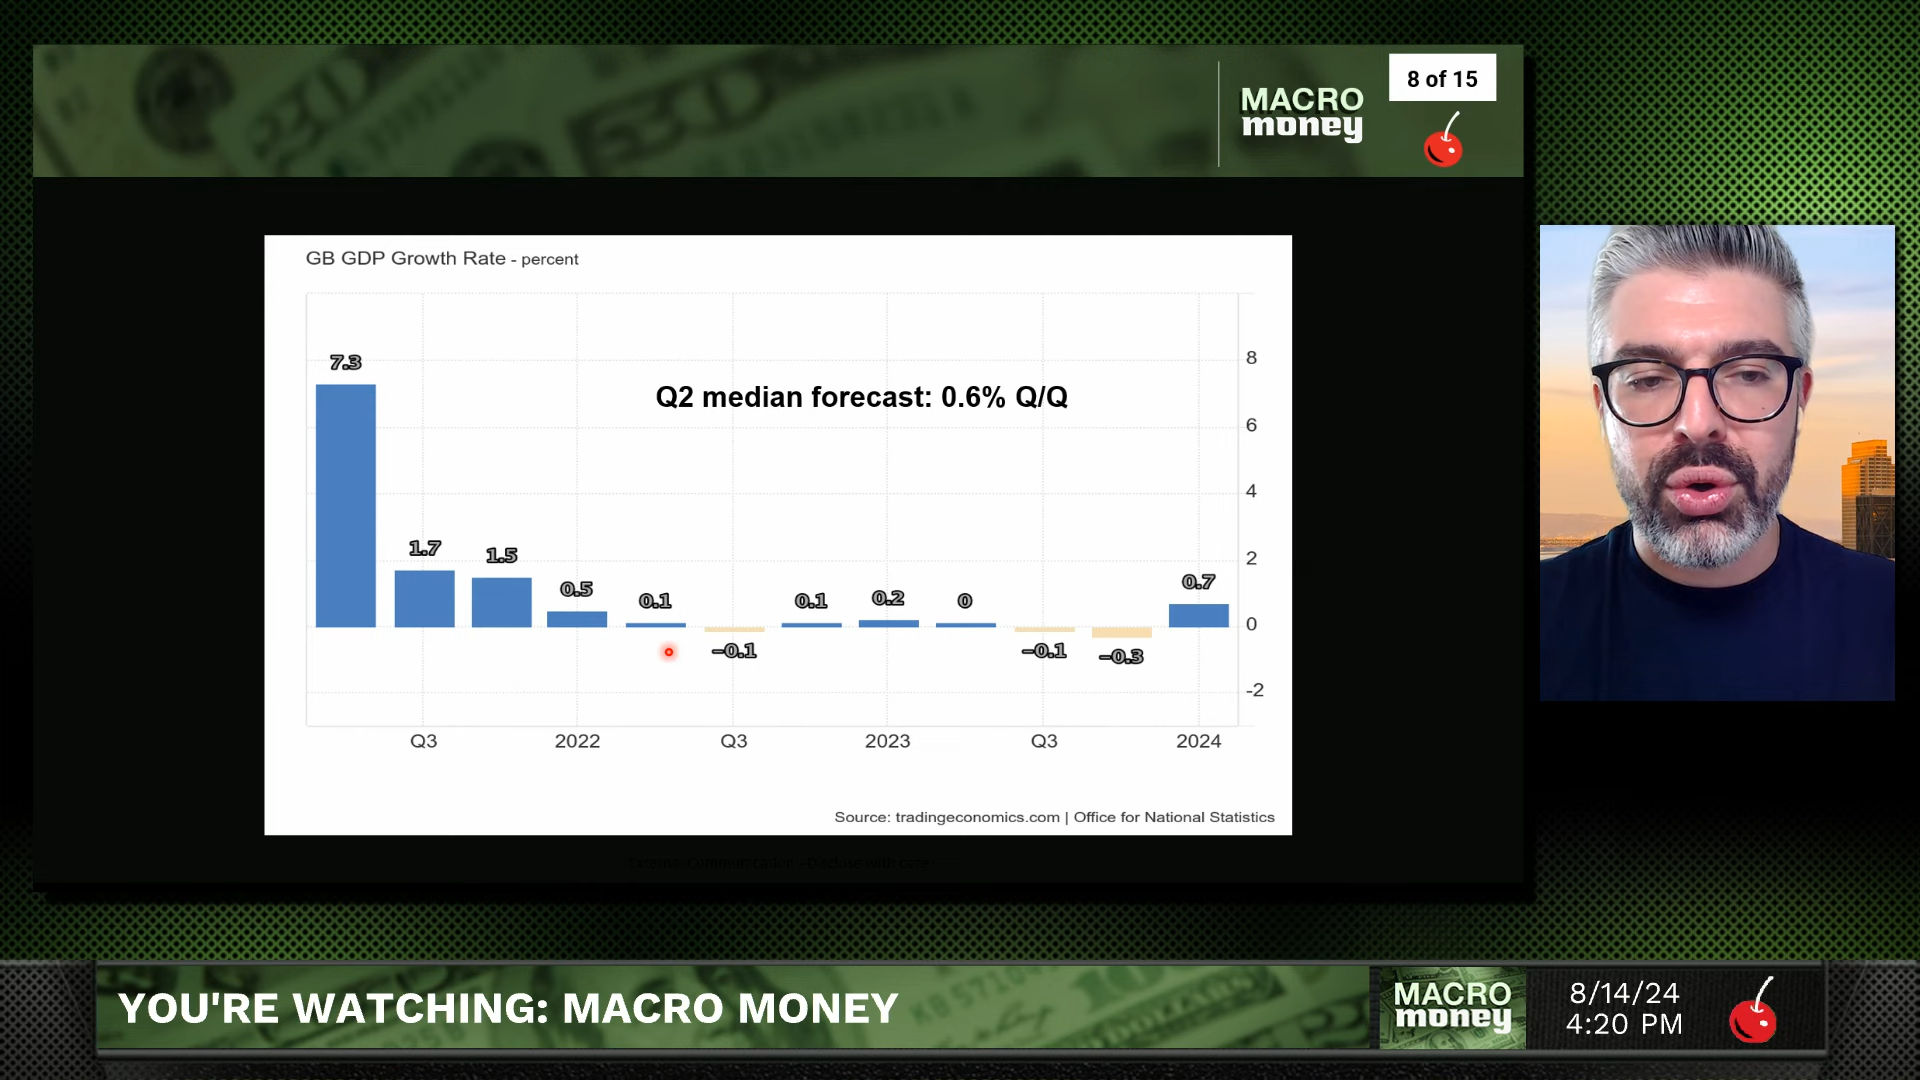 MACRO
money
8 of 15
GB GDP Growth Rate - percent
7.3
1.7
1.5
0.5
0.1
−0.1
0.1
0.2
0
−0.1
−0.3
0.7
Q2 median forecast: 0.6% Q/Q
8
6
4
2
0
-2
Q3
2022
Q3
2023
Q3
2024
Source: tradingeconomics.com | Office for National Statistics
YOU'RE WATCHING: MACRO MONEY
MACRO
money
8/14/24
4:20 PM